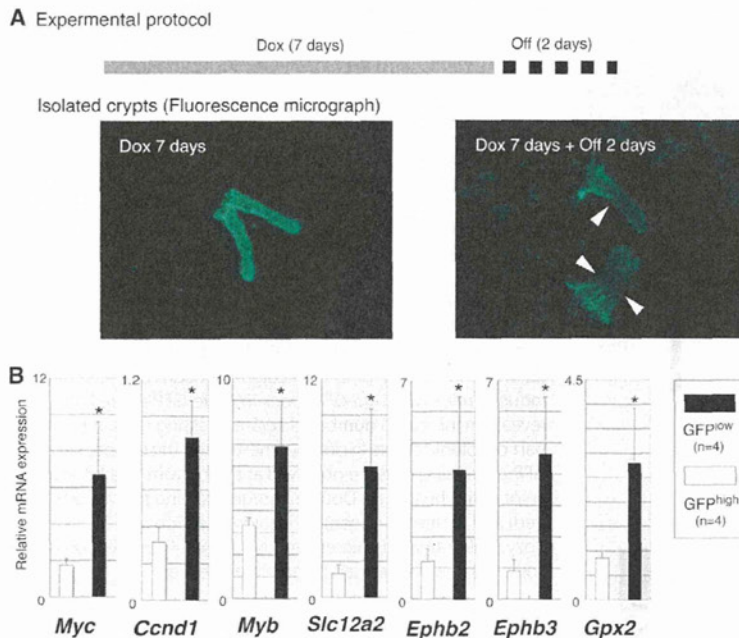 A Expermental protocol
Dox (7 days)
Off (2 days)
Isolated crypts (Fluorescence micrograph)
Dox 7 days
Dox 7 days + Off 2 days
B
Relative mRNA expression
12
0
*
Myc
1.2
0
*
Ccnd1
10
0
*
Myb
12
0
*
Slc12a2
7
0
*
Ephb2
7
0
*
Ephb3
4.5
0
*
Gpx2
GFPlow
(n=4)
GFPhigh
(n=4)